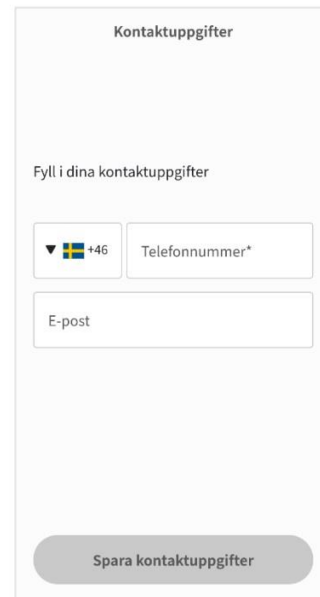 Kontaktuppgifter
Fyll i dina kontaktuppgifter
+46 Telefonnummer*
E-post
Spara kontaktuppgifter